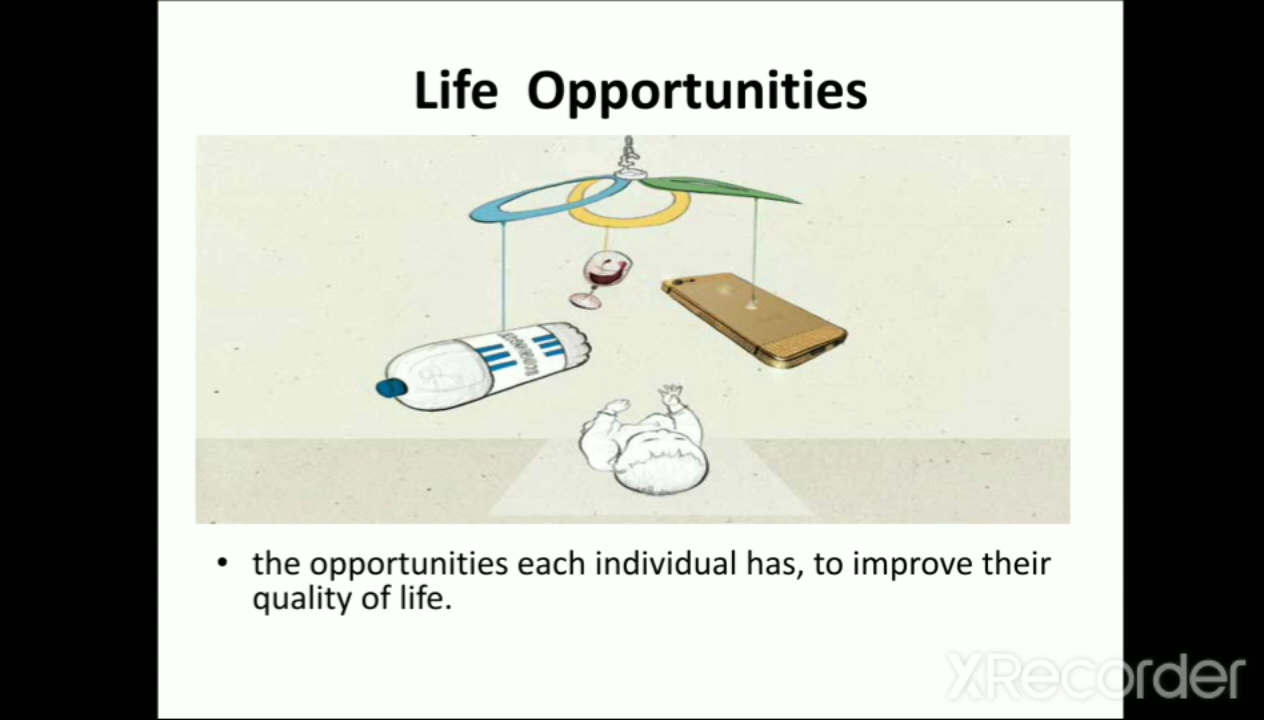 Life Opportunities
• the opportunities each individual has, to improve their
quality of life.
XRecorder